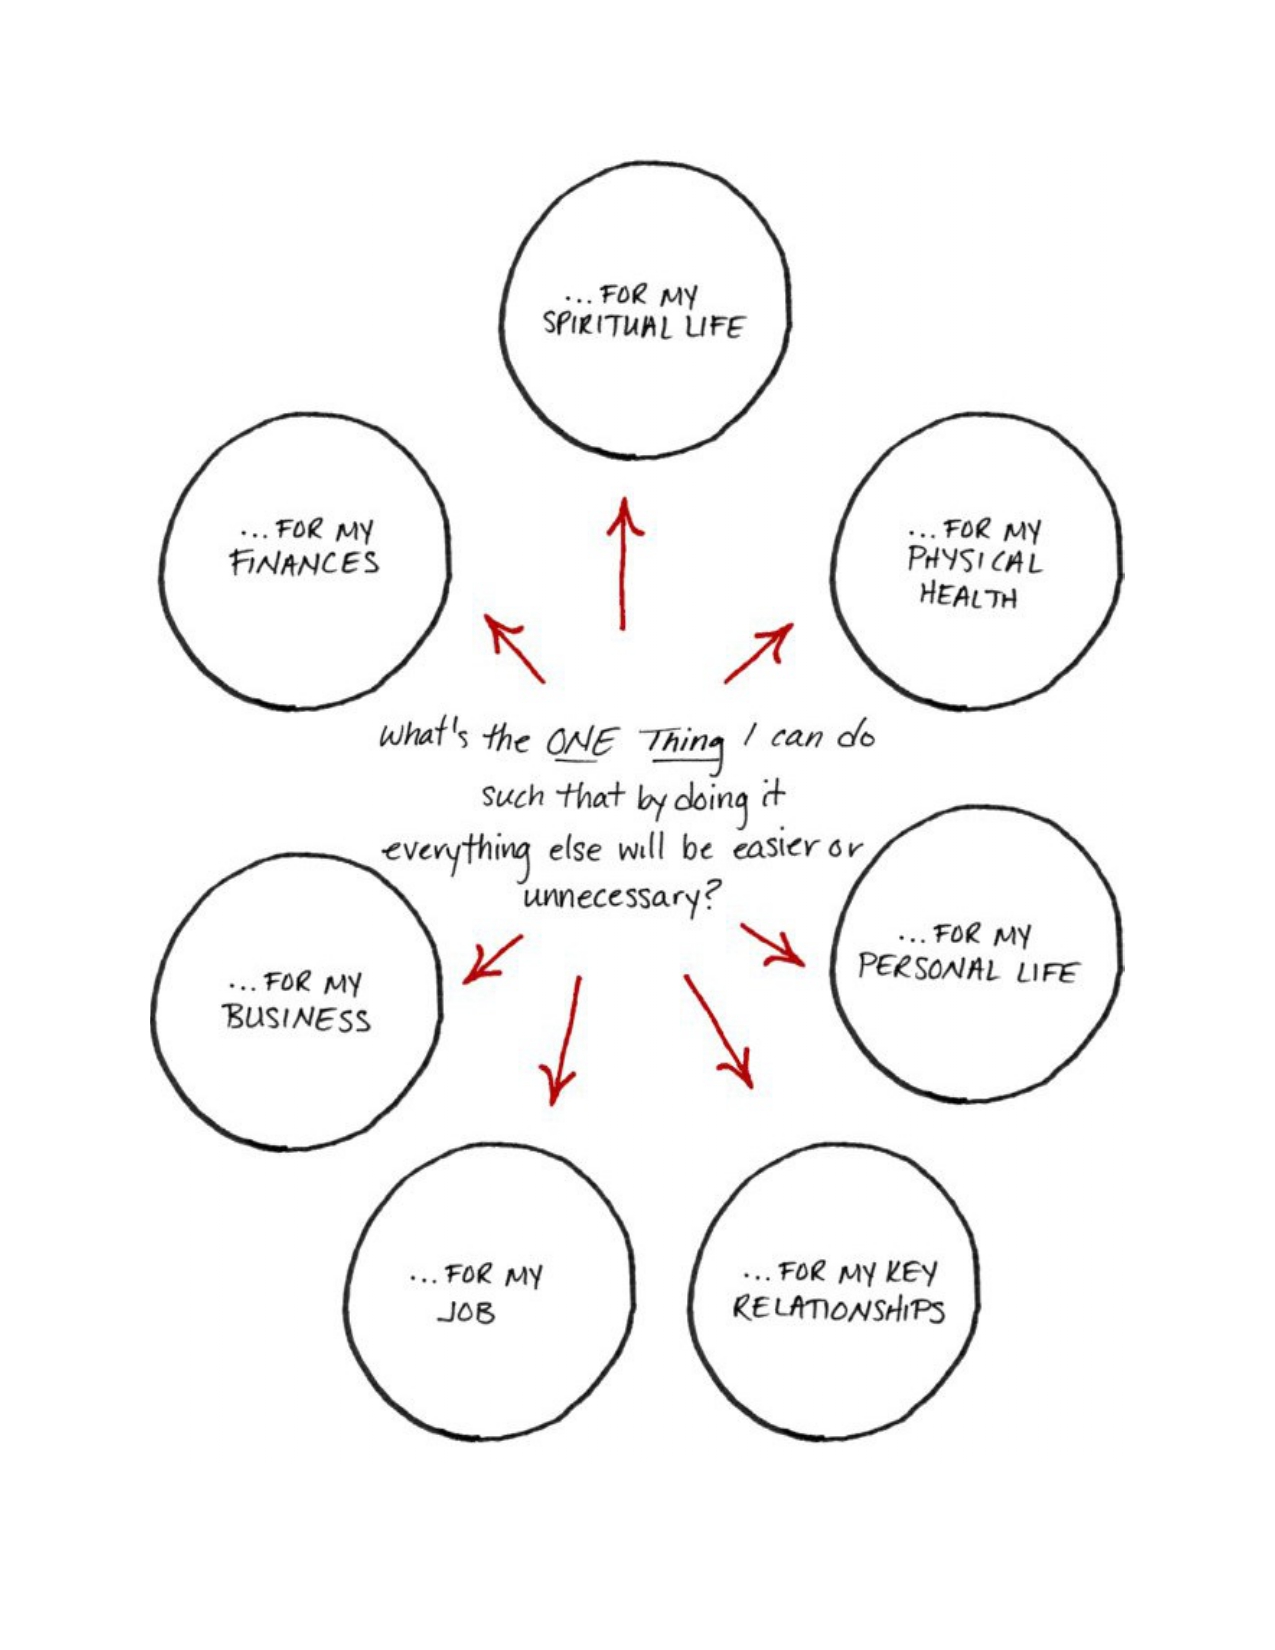 ... FOR MY
SPIRITUAL LIFE
... FOR MY
FINANCES
... FOR MY
PHYSICAL
HEALTH
What's the ONE Thing I can do
such that by doing it
everything else will be easier or
unnecessary?
... FOR MY
BUSINESS
... FOR MY
PERSONAL LIFE
... FOR MY
JOB
... FOR MY KEY
RELATIONSHIPS